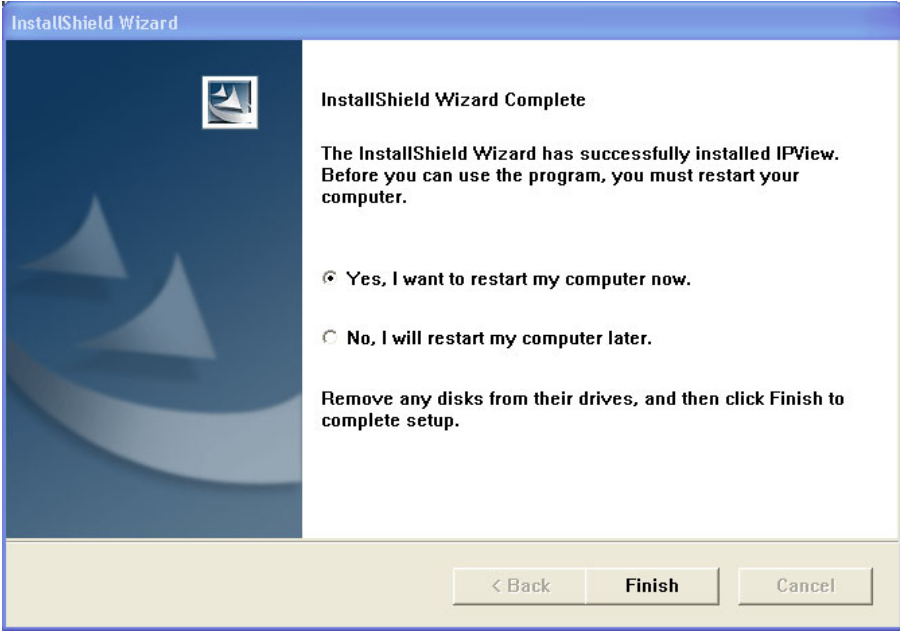 InstallShield Wizard
InstallShield Wizard Complete
The InstallShield Wizard has successfully installed IPView.
Before you can use the program, you must restart your
computer.
Yes, I want to restart my computer now.
No, I will restart my computer later.
Remove any disks from their drives, and then click Finish to
complete setup.
< Back Finish Cancel